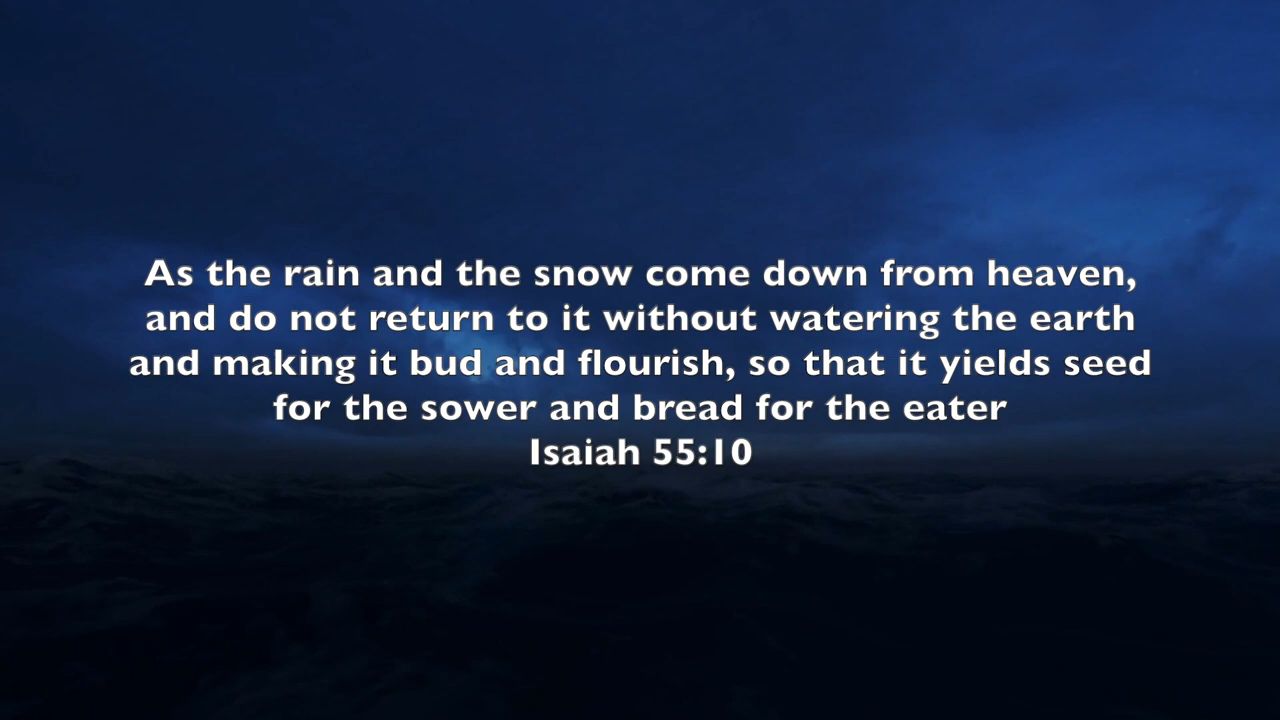 As the rain and the snow come down from heaven,
and do not return to it without watering the earth
and making it bud and flourish, so that it yields seed
for the sower and bread for the eater
Isaiah 55:10